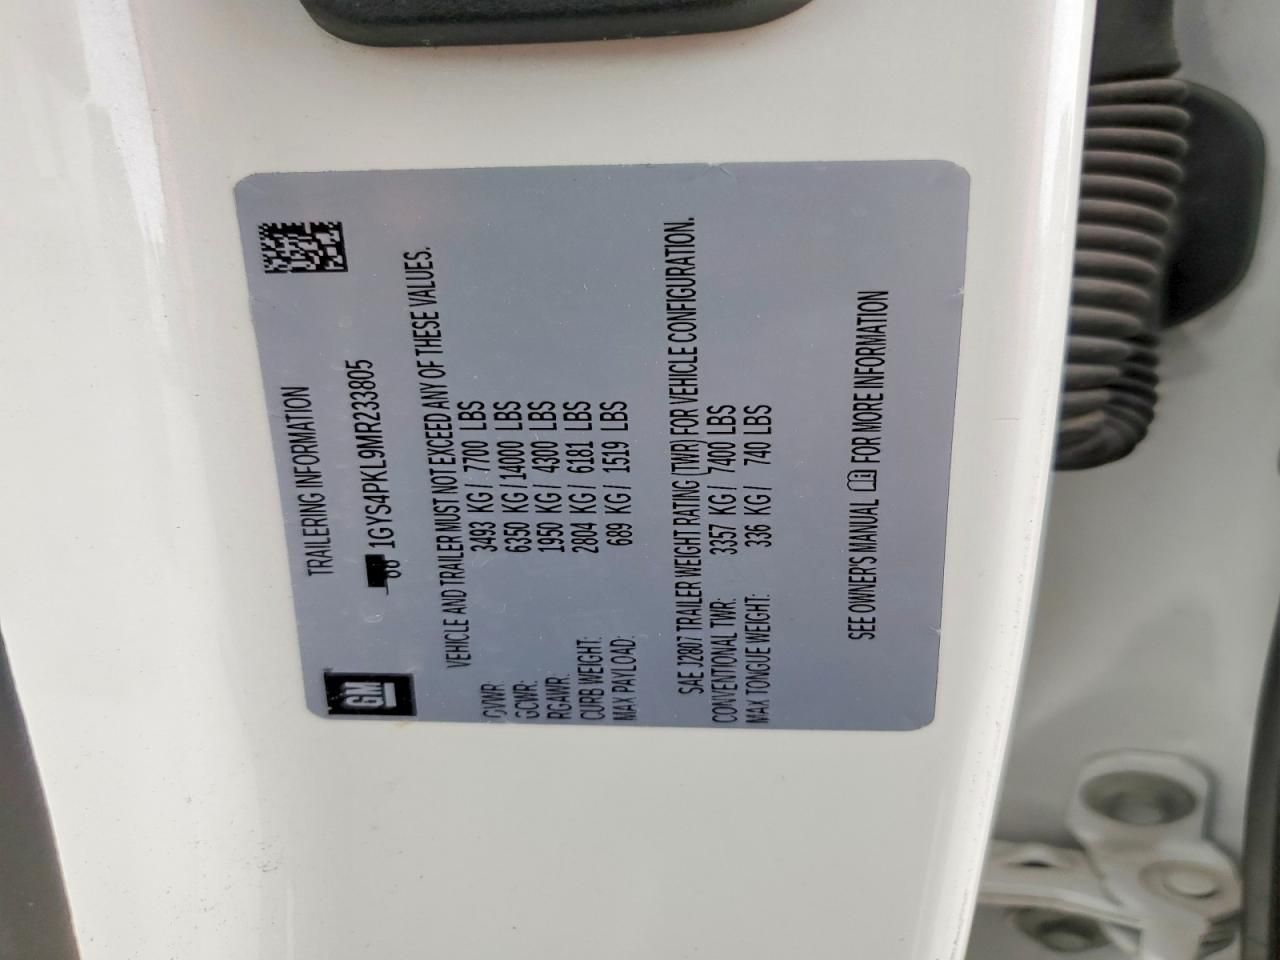 GM
TRAILERING INFORMATION
1GYS4PKL9MR233805
VEHICLE AND TRAILER MUST NOT EXCEED ANY OF THESE VALUES.
GVWR: 3493 KG / 7700 LBS
GCWR: 6350 KG / 14000 LBS
RGAWR: 1950 KG / 4300 LBS
CURB WEIGHT: 2804 KG / 6181 LBS
MAX PAYLOAD: 689 KG / 1519 LBS
SAE J2807 TRAILER WEIGHT RATING (TWR) FOR VEHICLE CONFIGURATION.
CONVENTIONAL TWR: 3357 KG / 7400 LBS
MAX TONGUE WEIGHT: 336 KG / 740 LBS
SEE OWNER'S MANUAL FOR MORE INFORMATION